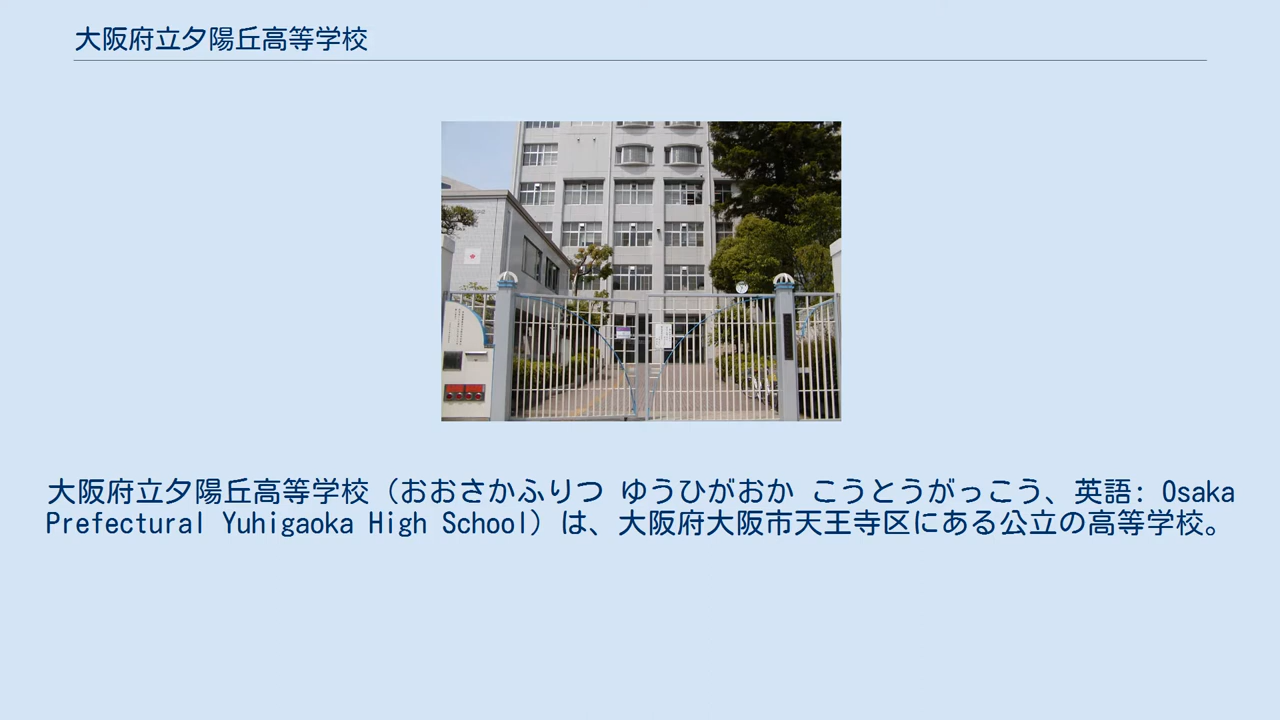 大阪府立夕陽丘高等学校
大阪府立夕陽丘高等学校（おおさかふりつ ゆうひがおか こうとうがっこう、英語: Osaka
Prefectural Yuhigaoka High School）は、大阪府大阪市天王寺区にある公立の高等学校。